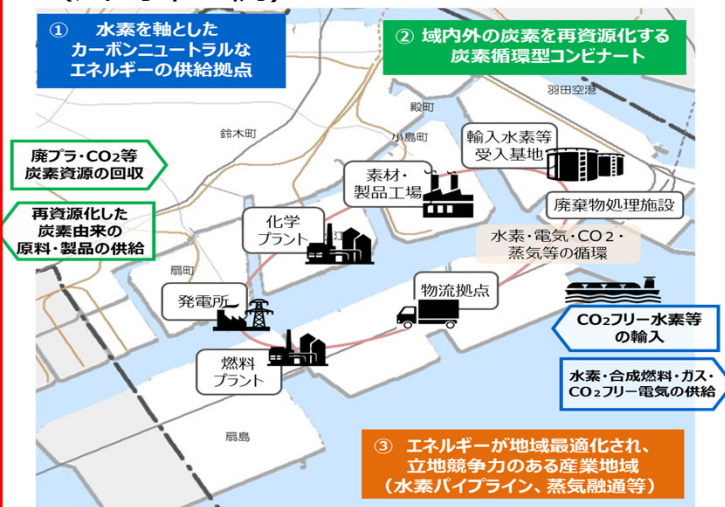 ① 水素を軸とした
カーボンニュートラルな
エネルギーの供給拠点
② 域内外の炭素を再資源化する
炭素循環型コンビナート
羽田空港
殿町
鈴木町
小島町
輸入水素等
受入基地
廃プラ・CO2等
炭素資源の回収
素材・
製品工場
廃棄物処理施設
再資源化した
炭素由来の
原料・製品の供給
化学
プラント
水素・電気・CO2・
蒸気等の循環
扇町
発電所
物流拠点
CO2フリー水素等
の輸入
燃料
プラント
水素・合成燃料・ガス・
CO2フリー電気の供給
扇島
③ エネルギーが地域最適化され、
立地競争力のある産業地域
(水素パイプライン、蒸気融通等)